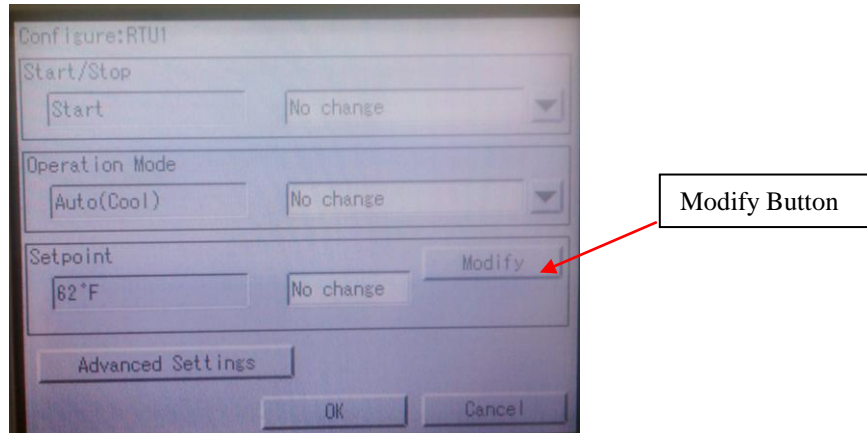 Configure:RTU1
Start/Stop
Start No change
Operation Mode
Auto(Cool) No change
Setpoint
Modify
62°F No change
Advanced Settings
OK Cancel
Modify Button